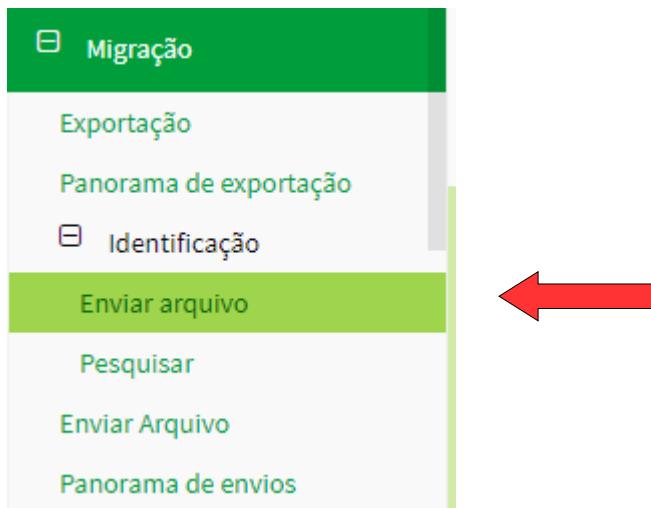 Migração
Exportação
Panorama de exportação
Identificação
Enviar arquivo
Pesquisar
Enviar Arquivo
Panorama de envios